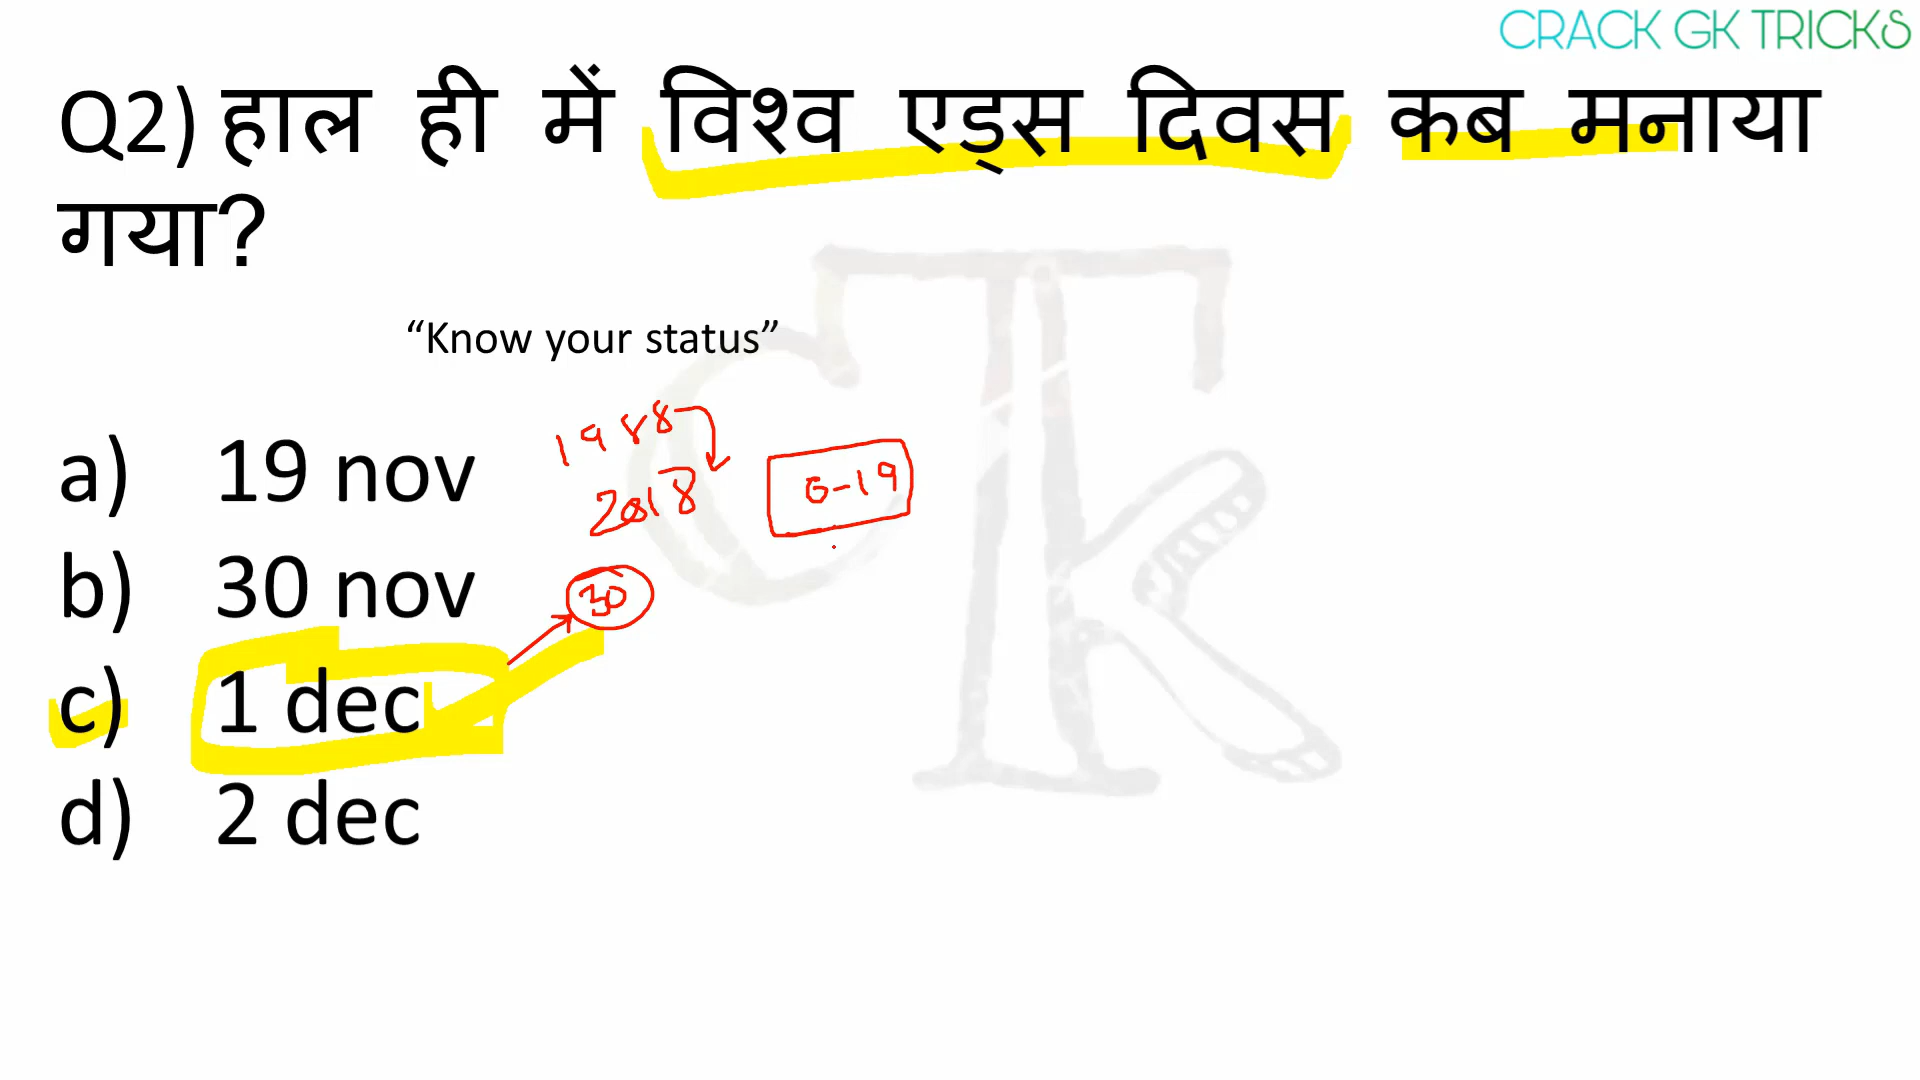 CRACK GK TRICKS
Q2) हाल ही में विश्व एड्स दिवस कब मनाया
गया?
“Know your status”
1988
a) 19 nov
2018
G-19
b) 30 nov
30
c) 1 dec
d) 2 dec